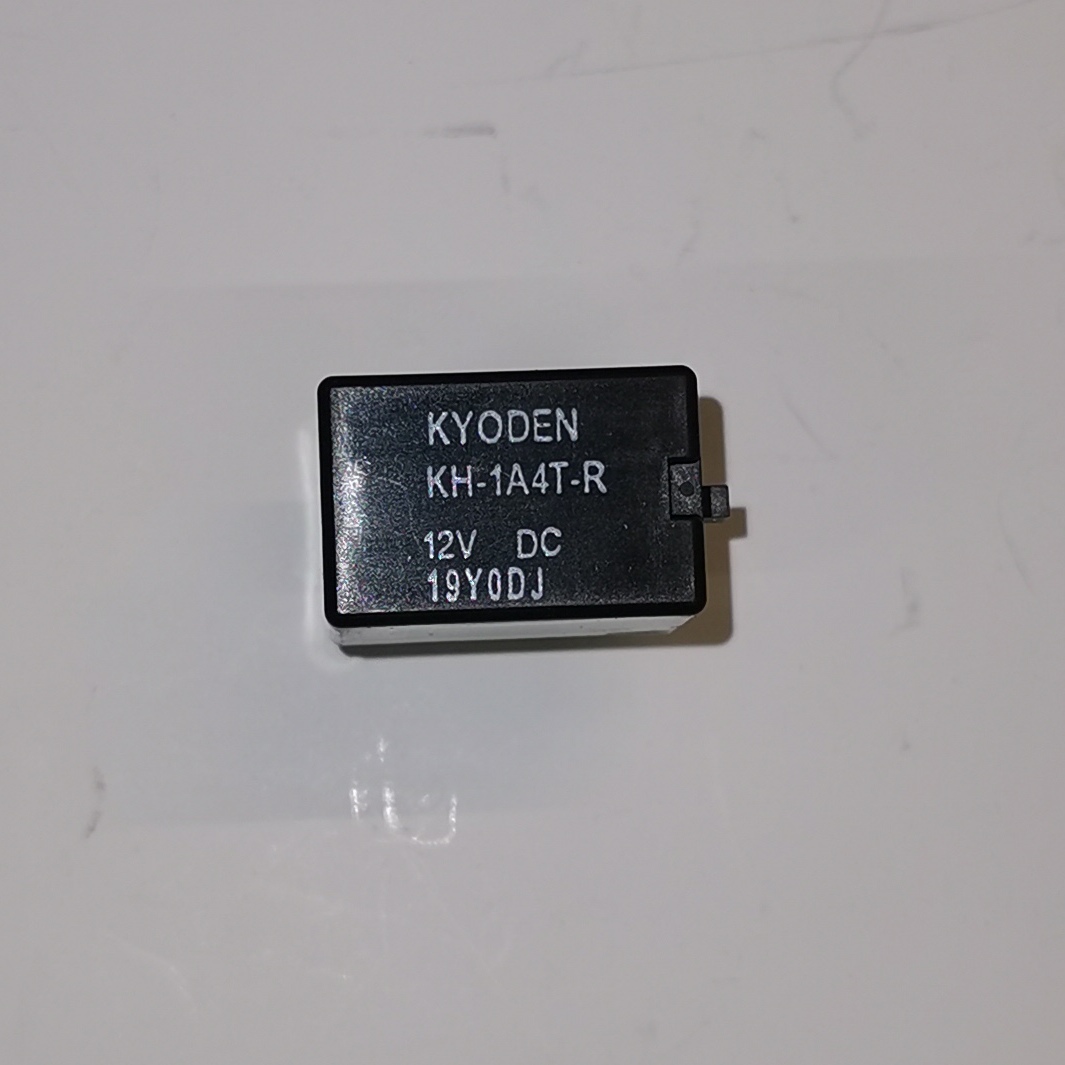 KYODEN
KH-1A4T-R
12V DC
19Y0DJ